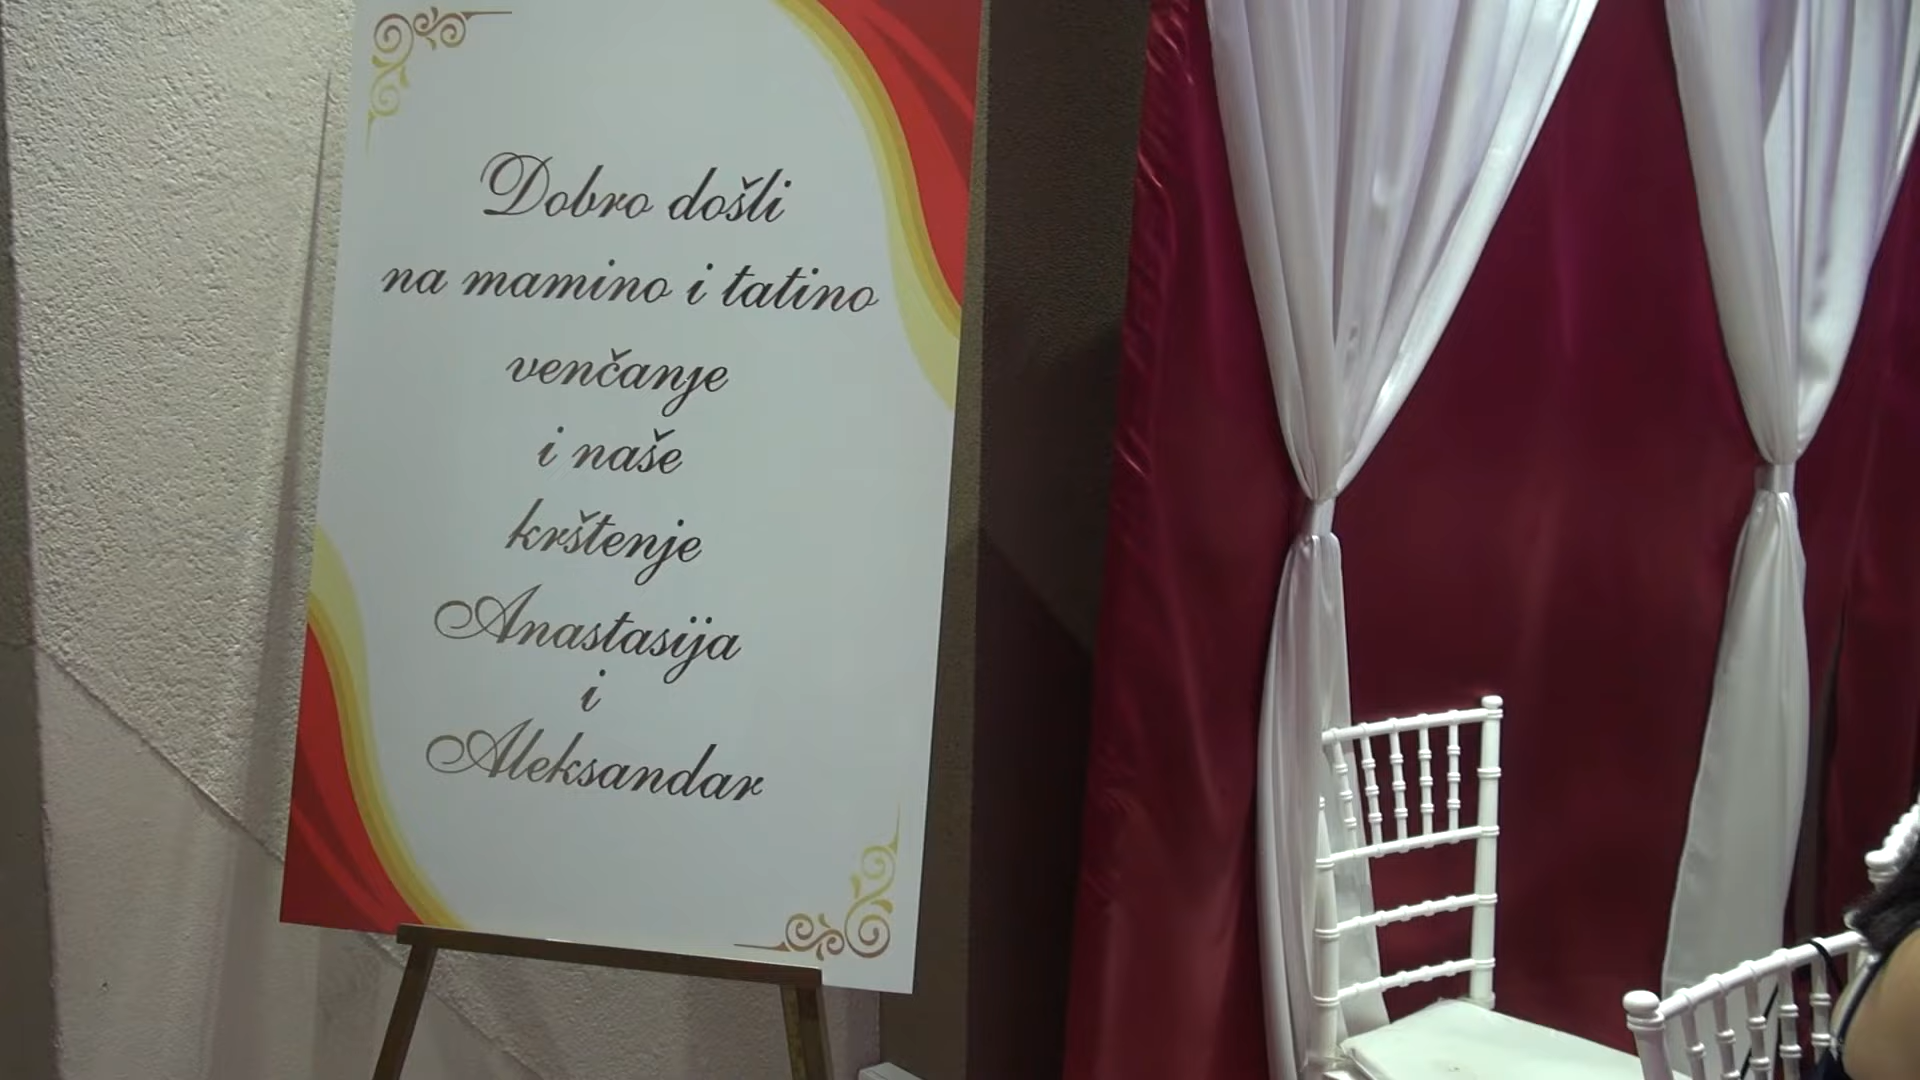 Dobro došli
na mamino i tatino
venčanje
i naše
krštenje
Anastasija
i
Aleksandar